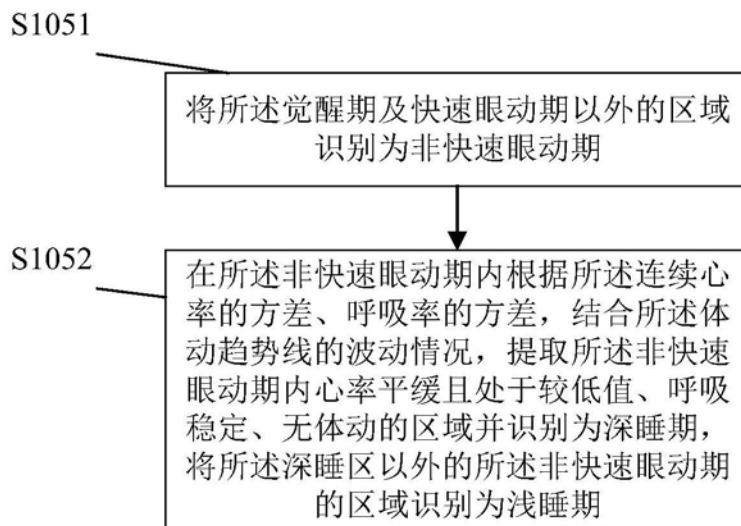 S1051
将所述觉醒期及快速眼动期以外的区域
识别为非快速眼动期
S1052
在所述非快速眼动期内根据所述连续心
率的方差、呼吸率的方差，结合所述体
动趋势线的波动情况，提取所述非快速
眼动期内心率平缓且处于较低值、呼吸
稳定、无体动的区域并识别为深睡期，
将所述深睡区以外的所述非快速眼动期
的区域识别为浅睡期